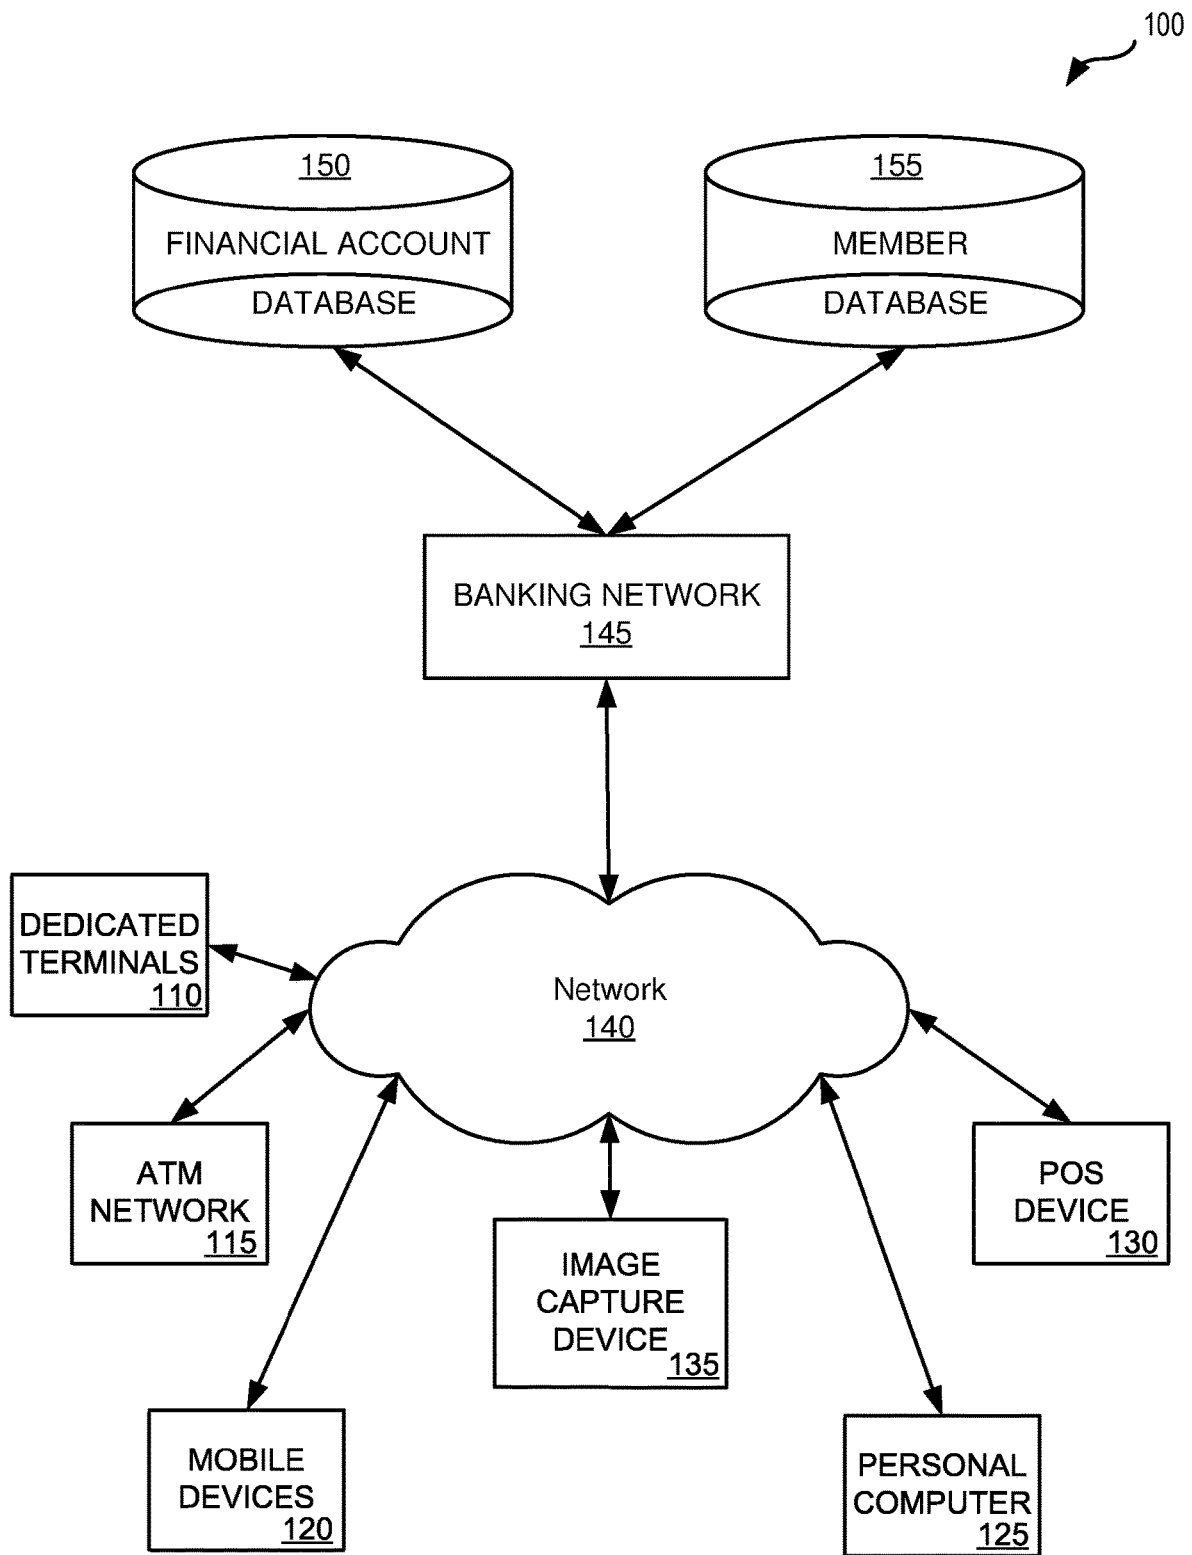 100
150
FINANCIAL ACCOUNT
DATABASE
155
MEMBER
DATABASE
BANKING NETWORK
145
DEDICATED
TERMINALS
110
Network
140
ATM
NETWORK
115
POS
DEVICE
130
IMAGE
CAPTURE
DEVICE
135
MOBILE
DEVICES
120
PERSONAL
COMPUTER
125